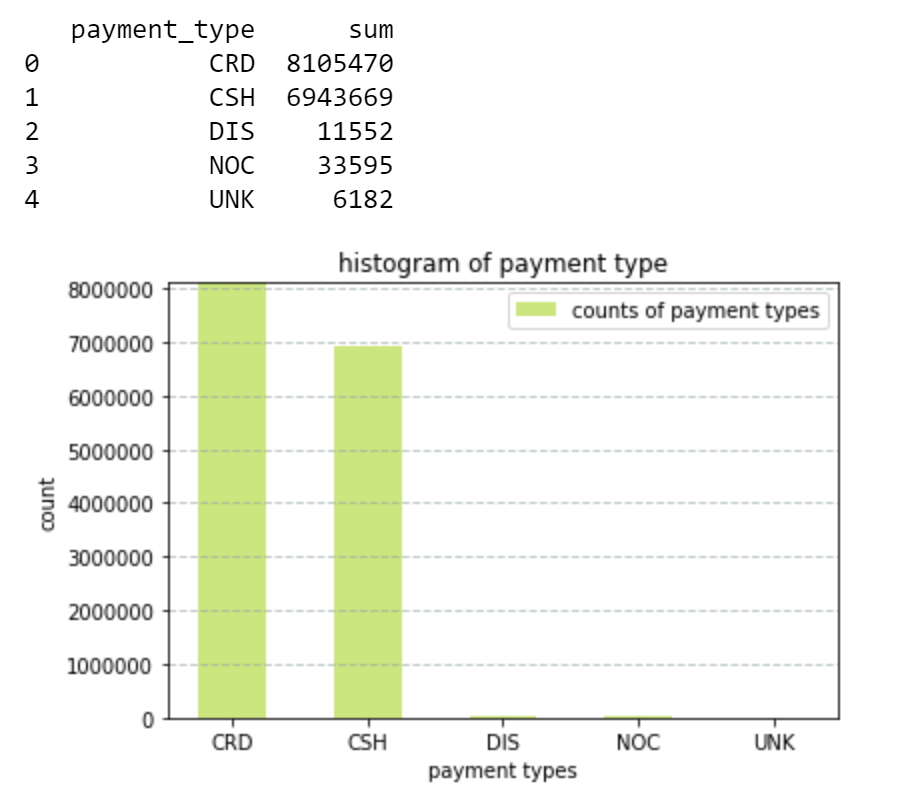 payment_type sum
0 CRD 8105470
1 CSH 6943669
2 DIS 11552
3 NOC 33595
4 UNK 6182
histogram of payment type
counts of payment types
8000000
7000000
6000000
5000000
4000000
3000000
2000000
1000000
0
count
CRD CSH DIS NOC UNK
payment types